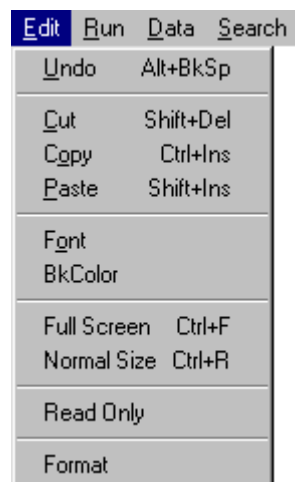 Edit Run Data Search
Undo Alt+BkSp
Cut Shift+Del
Copy Ctrl+Ins
Paste Shift+Ins
Font
BkColor
Full Screen Ctrl+F
Normal Size Ctrl+R
Read Only
Format